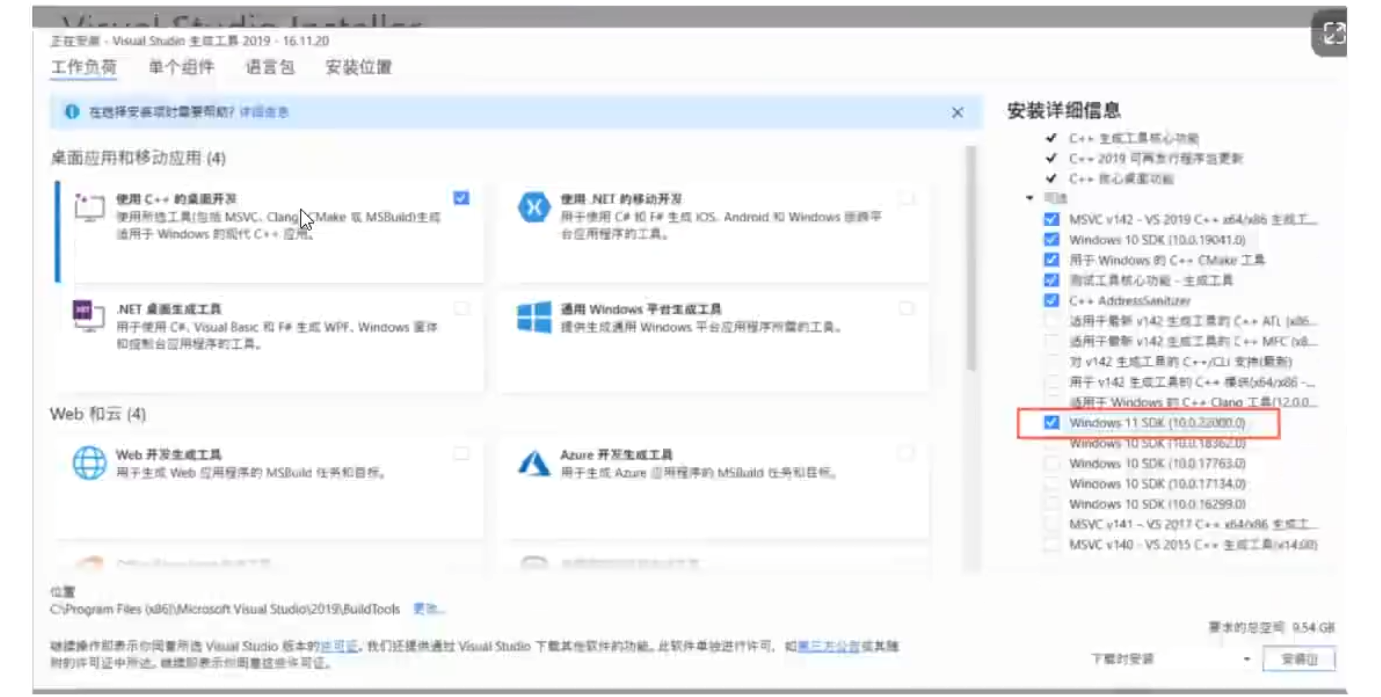 Visual Studio Installer
正在安装 - Visual Studio 生成工具 2019 - 16.11.20
工作负荷 单个组件 语言包 安装位置
在选择安装项时需要帮助? 详细信息
桌面应用和移动应用 (4)
使用 C++ 的桌面开发
使用所选工具(包括 MSVC、Clang、CMake 或 MSBuild)生成
适用于 Windows 的现代 C++ 应用。
使用 .NET 的移动开发
用于使用 C# 和 F# 生成 iOS、Android 和 Windows 的跨平
台应用程序的工具。
.NET 桌面生成工具
用于使用 C#、Visual Basic 和 F# 生成 WPF、Windows 窗体
和控制台应用程序的工具。
通用 Windows 平台生成工具
提供生成通用 Windows 平台应用程序所需的工具。
Web 和云 (4)
Web 开发生成工具
用于生成 Web 应用程序的 MSBuild 任务和目标。
Azure 开发生成工具
用于生成 Azure 应用程序的 MSBuild 任务和目标。
位置
C:\Program Files (x86)\Microsoft Visual Studio\2019\BuildTools 更改...
继续操作即表示你同意所选 Visual Studio 版本的许可证。我们还提供通过 Visual Studio 下载其他软件的功能。此软件单独进行许可，如第三方公告或其随
附的许可证中所述。继续即表示你同意这些许可证。
安装详细信息
C++ 生成工具核心功能
C++ 2019 可再发行程序包更新
C++ 核心桌面功能
可选
MSVC v142 - VS 2019 C++ x64/x86 生成工...
Windows 10 SDK (10.0.19041.0)
用于 Windows 的 C++ CMake 工具
测试工具核心功能 - 生成工具
C++ AddressSanitizer
适用于最新 v142 生成工具的 C++ ATL (x86...
适用于最新 v142 生成工具的 C++ MFC (x8...
对 v142 生成工具的 C++/CLI 支持(最新)
用于 v142 生成工具的 C++ 模块(x64/x86 -...
适用于 Windows 的 C++ Clang 工具(12.0.0...
Windows 11 SDK (10.0.22000.0)
Windows 10 SDK (10.0.18362.0)
Windows 10 SDK (10.0.17763.0)
Windows 10 SDK (10.0.17134.0)
Windows 10 SDK (10.0.16299.0)
MSVC v141 - VS 2017 C++ x64/x86 生成工...
MSVC v140 - VS 2015 C++ 生成工具(v14.00)
要求的总空间 9.54 GB
下载时安装 安装(I)